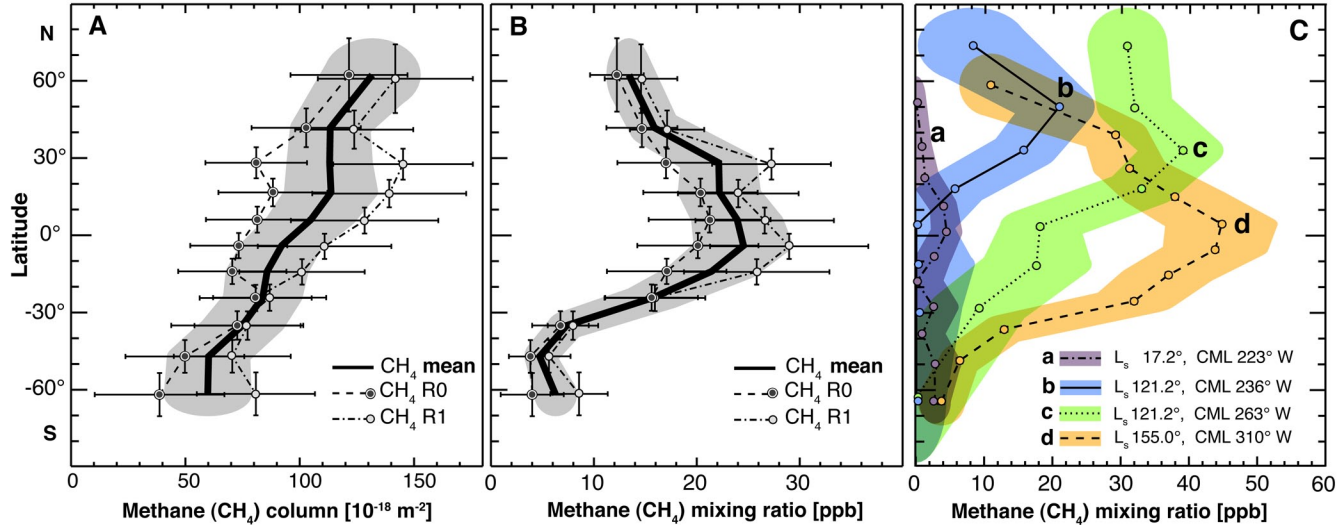 A
B
C
N
60°
30°
0°
-30°
-60°
S
Latitude
CH₄ mean
CH₄ R0
CH₄ R1
0 50 100 150
Methane (CH₄) column [10⁻¹⁸ m⁻²]
CH₄ mean
CH₄ R0
CH₄ R1
0 10 20 30
Methane (CH₄) mixing ratio [ppb]
a
b
c
d
a Lₛ 17.2°, CML 223° W
b Lₛ 121.2°, CML 236° W
c Lₛ 121.2°, CML 263° W
d Lₛ 155.0°, CML 310° W
0 10 20 30 40 50 60
Methane (CH₄) mixing ratio [ppb]